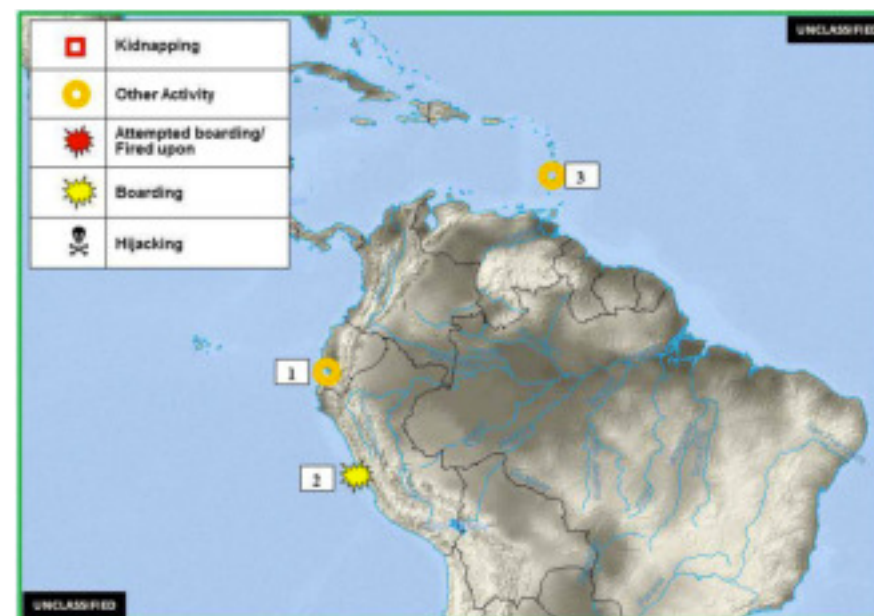 UNCLASSIFIED
Kidnapping
Other Activity
Attempted boarding/
Fired upon
Boarding
Hijacking
3
1
2
UNCLASSIFIED